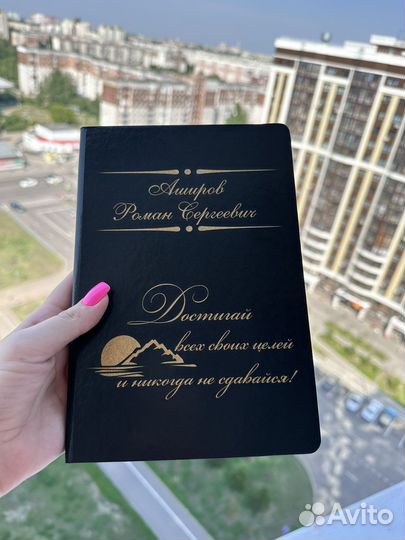 Аширов
Роман Сергеевич
Достигай
всех своих целей
и никогда не сдавайся!
Avito